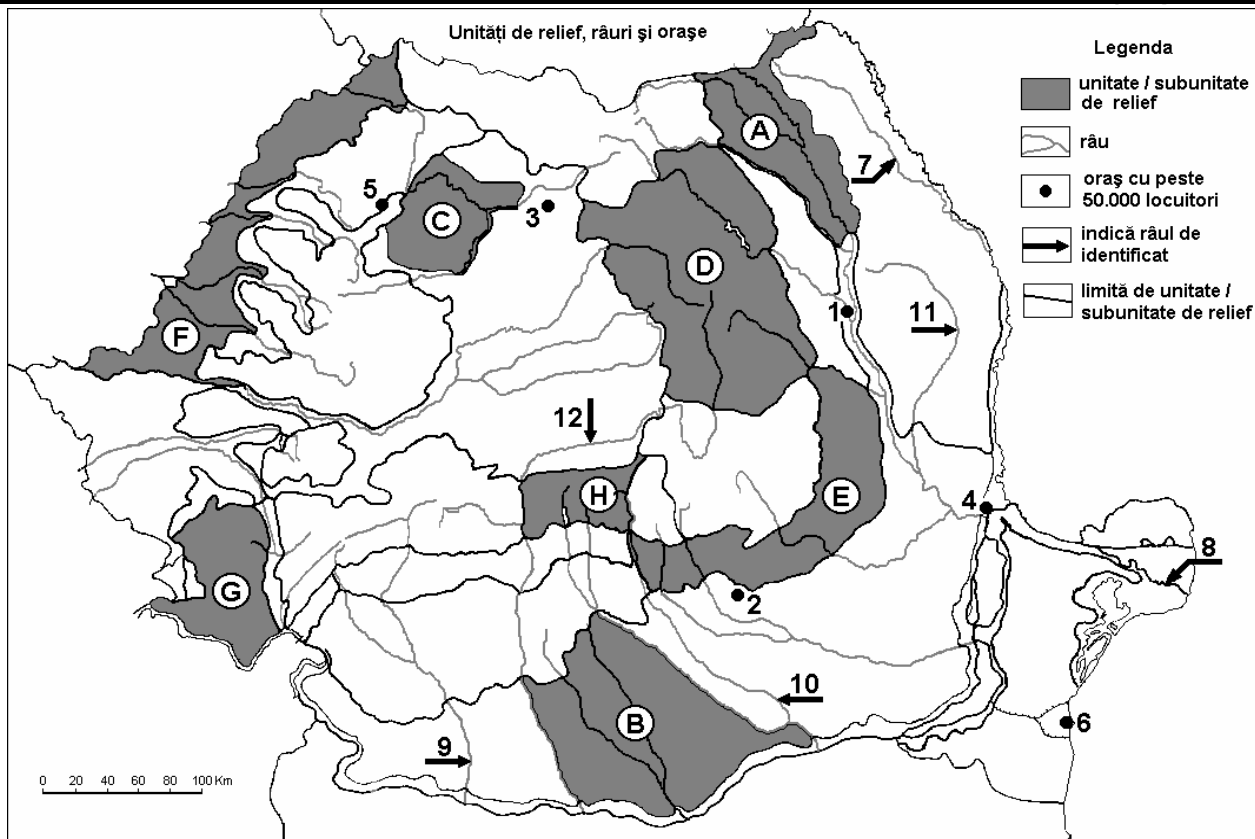 Unităţi de relief, râuri şi oraşe
Legenda
unitate / subunitate
de relief
râu
oraş cu peste
50.000 locuitori
indică râul de
identificat
limită de unitate /
subunitate de relief
A
7
5
C
3
D
1
11
F
12
H
E
4
8
G
2
10
B
6
9
0 20 40 60 80 100 Km